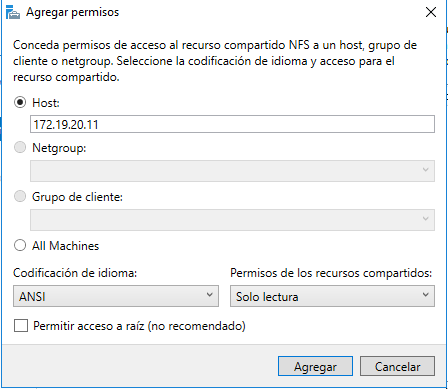 Agregar permisos
Conceda permisos de acceso al recurso compartido NFS a un host, grupo de
cliente o netgroup. Seleccione la codificación de idioma y acceso para el
recurso compartido.
Host:
172.19.20.11
Netgroup:
Grupo de cliente:
All Machines
Codificación de idioma:
Permisos de los recursos compartidos:
ANSI
Solo lectura
Permitir acceso a raíz (no recomendado)
Agregar
Cancelar